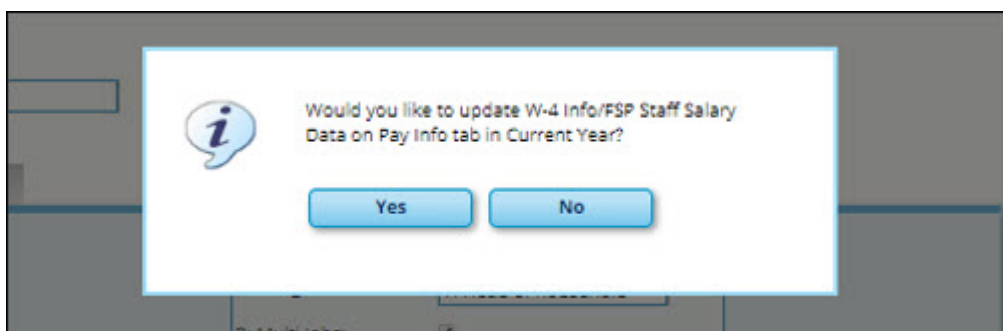 Would you like to update W-4 Info/FSP Staff Salary
Data on Pay Info tab in Current Year?
Yes No